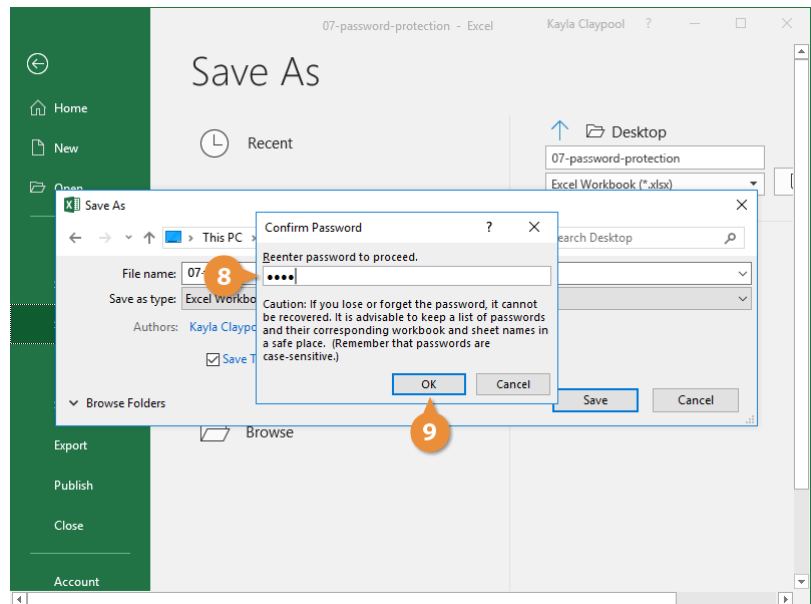 07-password-protection - Excel
Kayla Claypool ?
Save As
Home
New
Open
Recent
Desktop
07-password-protection
Excel Workbook (*.xlsx)
Save As
This PC
earch Desktop
File name: 07-
Save as type: Excel Workbo
Authors: Kayla Claypo
Save T
Browse Folders
Save
Cancel
Confirm Password ?
Reenter password to proceed.
8
••••
Caution: If you lose or forget the password, it cannot
be recovered. It is advisable to keep a list of passwords
and their corresponding workbook and sheet names in
a safe place. (Remember that passwords are
case-sensitive.)
OK
Cancel
9
Browse
Export
Publish
Close
Account